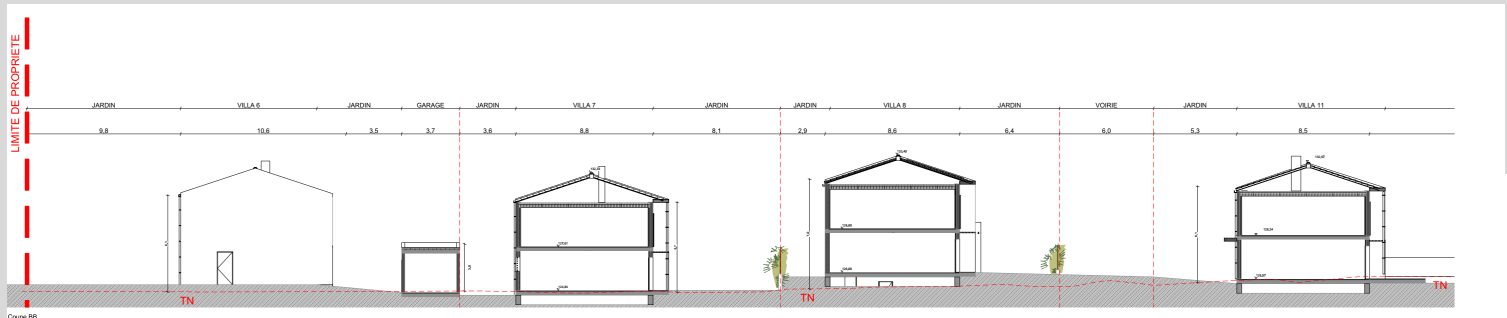 LIMITE DE PROPRIETE
JARDIN VILLA 6 JARDIN GARAGE JARDIN VILLA 7 JARDIN JARDIN VILLA 8 JARDIN VOIRIE JARDIN VILLA 11
9,8 10,6 3,5 3,7 3,6 8,8 8,1 2,9 8,6 6,4 6,0 5,3 8,5
TN
TN
TN
Coupe BB